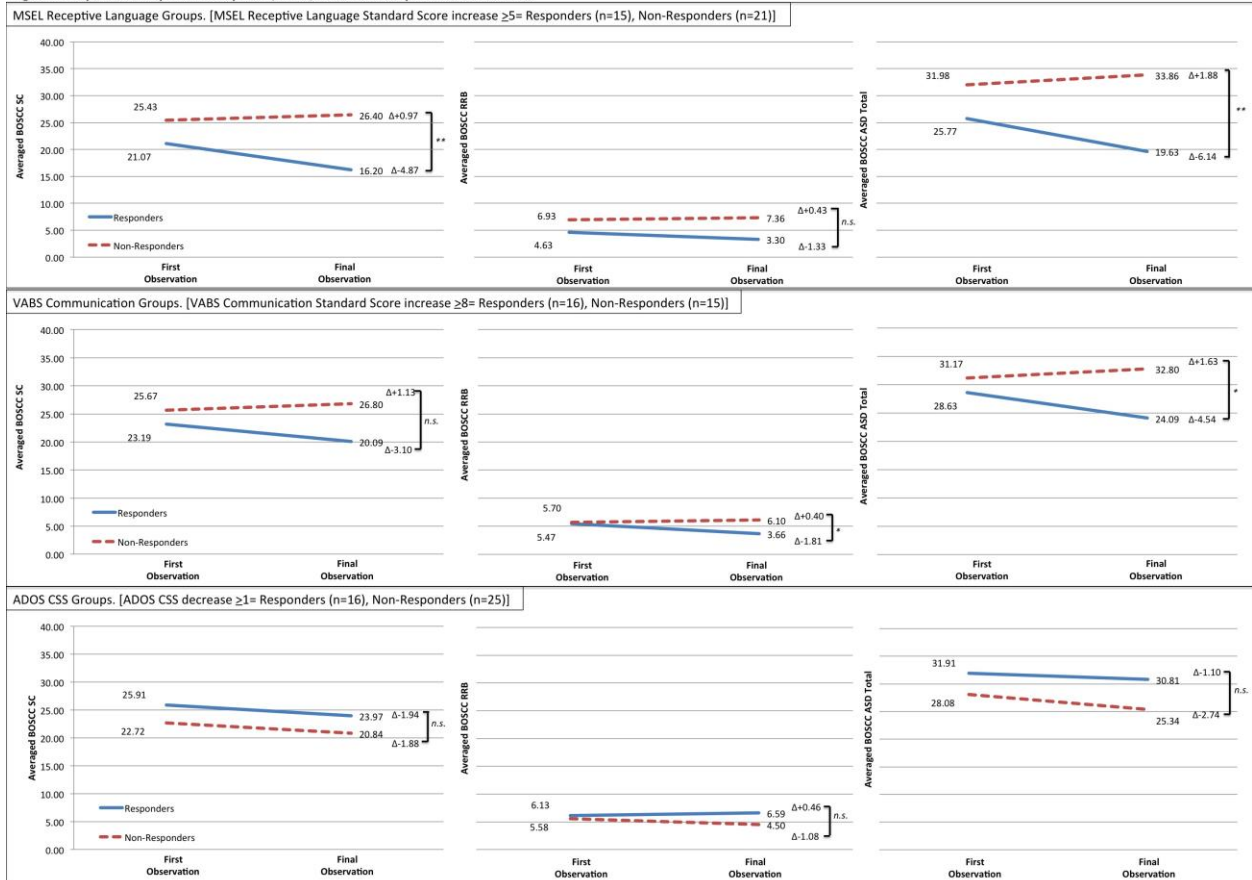 MSEL Receptive Language Groups. [MSEL Receptive Language Standard Score increase ≥5= Responders (n=15), Non-Responders (n=21)]
Averaged BOSCC SC
40.00
35.00
30.00
25.00
20.00
15.00
10.00
5.00
0.00
25.43
21.07
26.40 Δ+0.97
16.20 Δ-4.87
**
Responders
Non-Responders
First Observation
Final Observation
Averaged BOSCC RRB
6.93
4.63
7.36
Δ+0.43
3.30
Δ-1.33
n.s.
First Observation
Final Observation
Averaged BOSCC ASD Total
31.98
25.77
33.86 Δ+1.88
19.63 Δ-6.14
**
First Observation
Final Observation
VABS Communication Groups. [VABS Communication Standard Score increase ≥8= Responders (n=16), Non-Responders (n=15)]
Averaged BOSCC SC
40.00
35.00
30.00
25.00
20.00
15.00
10.00
5.00
0.00
25.67
23.19
Δ+1.13
26.80
20.09
Δ-3.10
n.s.
Responders
Non-Responders
First Observation
Final Observation
Averaged BOSCC RRB
5.70
5.47
6.10
Δ+0.40
3.66
Δ-1.81
*
First Observation
Final Observation
Averaged BOSCC ASD Total
31.17
28.63
Δ+1.63
32.80
24.09 Δ-4.54
*
First Observation
Final Observation
ADOS CSS Groups. [ADOS CSS decrease ≥1= Responders (n=16), Non-Responders (n=25)]
Averaged BOSCC SC
40.00
35.00
30.00
25.00
20.00
15.00
10.00
5.00
0.00
25.91
22.72
23.97 Δ-1.94
20.84
Δ-1.88
n.s.
Responders
Non-Responders
First Observation
Final Observation
Averaged BOSCC RRB
6.13
5.58
6.59
Δ+0.46
4.50
Δ-1.08
n.s.
First Observation
Final Observation
Averaged BOSCC ASD Total
31.91
28.08
30.81
Δ-1.10
25.34
Δ-2.74
n.s.
First Observation
Final Observation